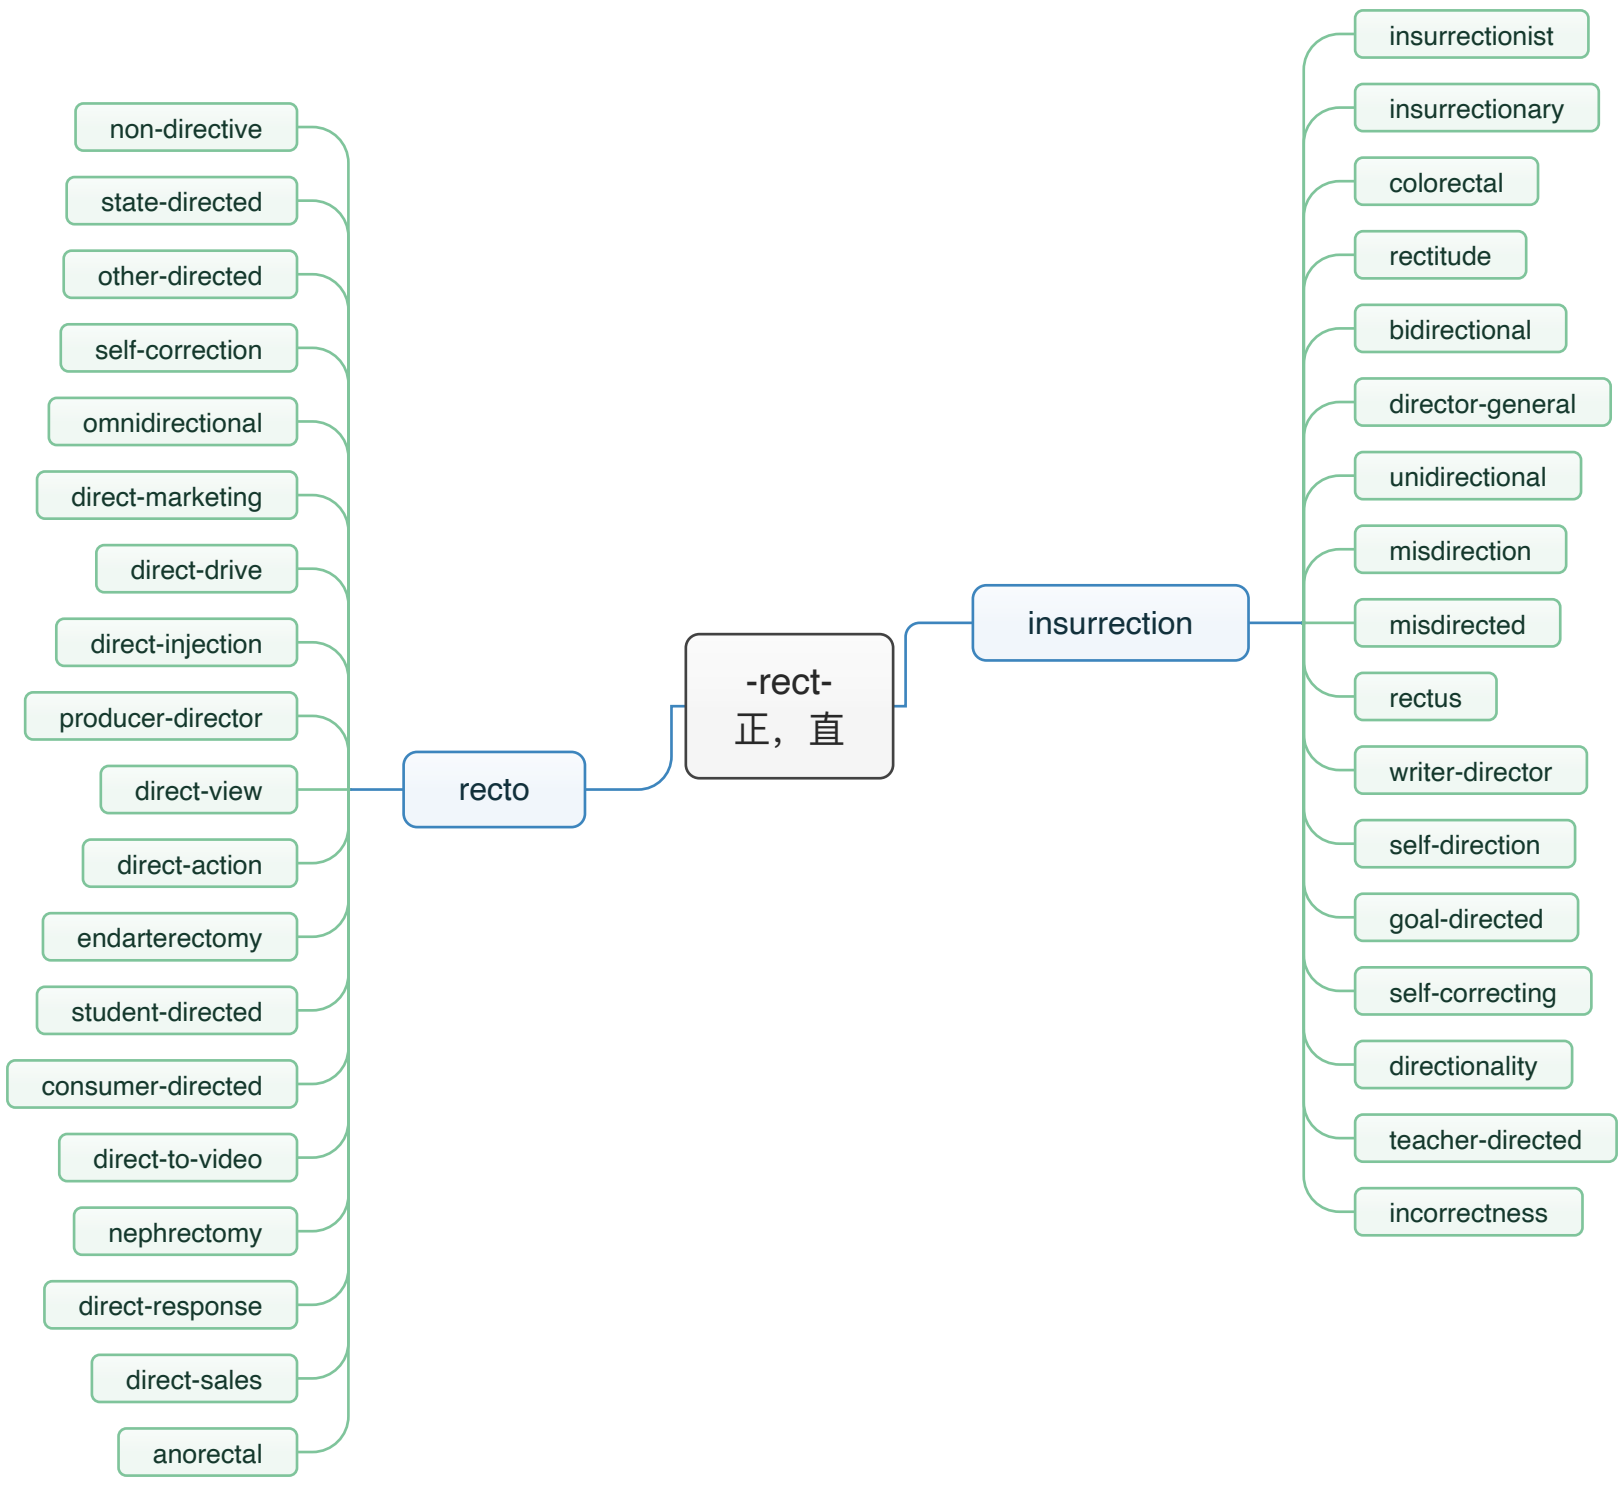 -rect-
正，直
insurrection
insurrectionist
insurrectionary
colorectal
rectitude
bidirectional
director-general
unidirectional
misdirection
misdirected
rectus
writer-director
self-direction
goal-directed
self-correcting
directionality
teacher-directed
incorrectness
recto
non-directive
state-directed
other-directed
self-correction
omnidirectional
direct-marketing
direct-drive
direct-injection
producer-director
direct-view
direct-action
endarterectomy
student-directed
consumer-directed
direct-to-video
nephrectomy
direct-response
direct-sales
anorectal